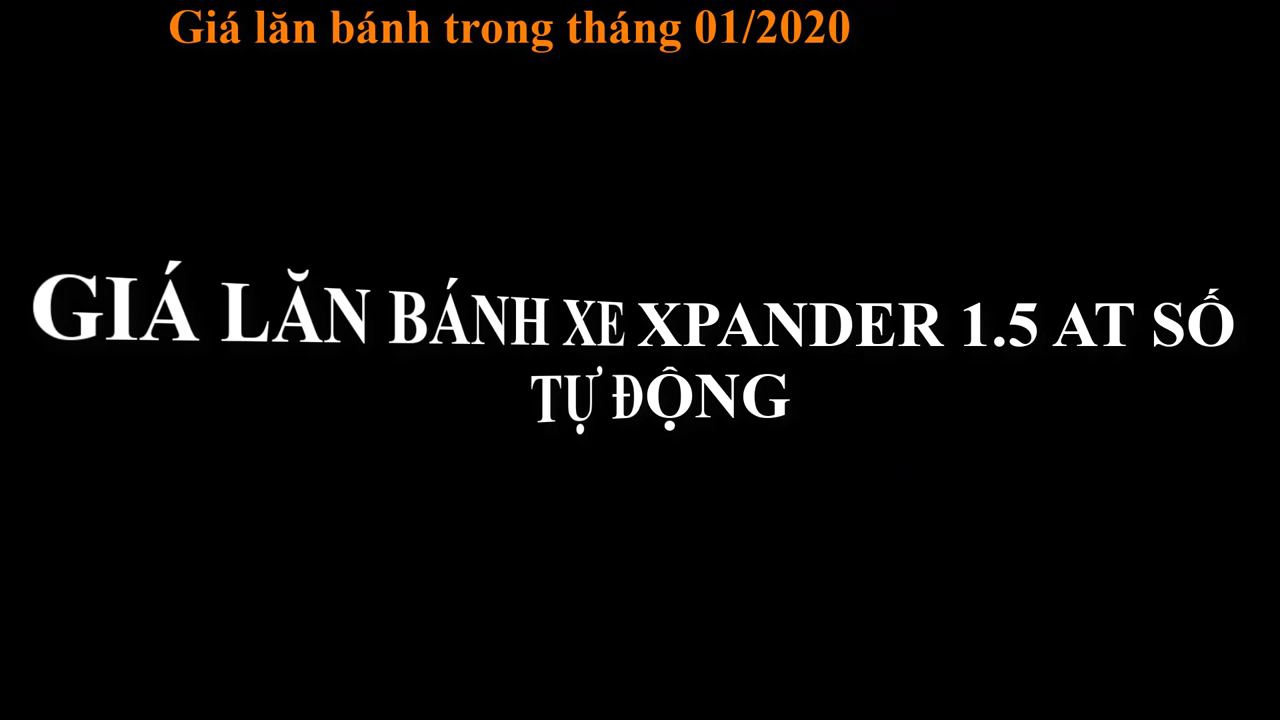 Giá lăn bánh trong tháng 01/2020
GIÁ LĂN BÁNH XE XPANDER 1.5 AT SỐ
TỰ ĐỘNG